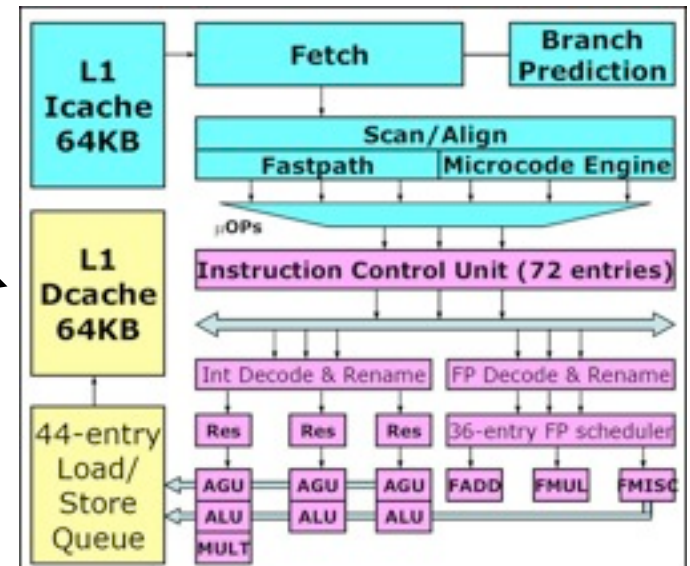 L1
Icache
64KB
Fetch
Branch
Prediction
Scan/Align
Fastpath
Microcode Engine
µOPs
L1
Dcache
64KB
Instruction Control Unit (72 entries)
Int Decode & Rename
FP Decode & Rename
44-entry
Load/
Store
Queue
Res
Res
Res
36-entry FP scheduler
AGU
AGU
AGU
FADD
FMUL
FMISC
ALU
ALU
ALU
MULT